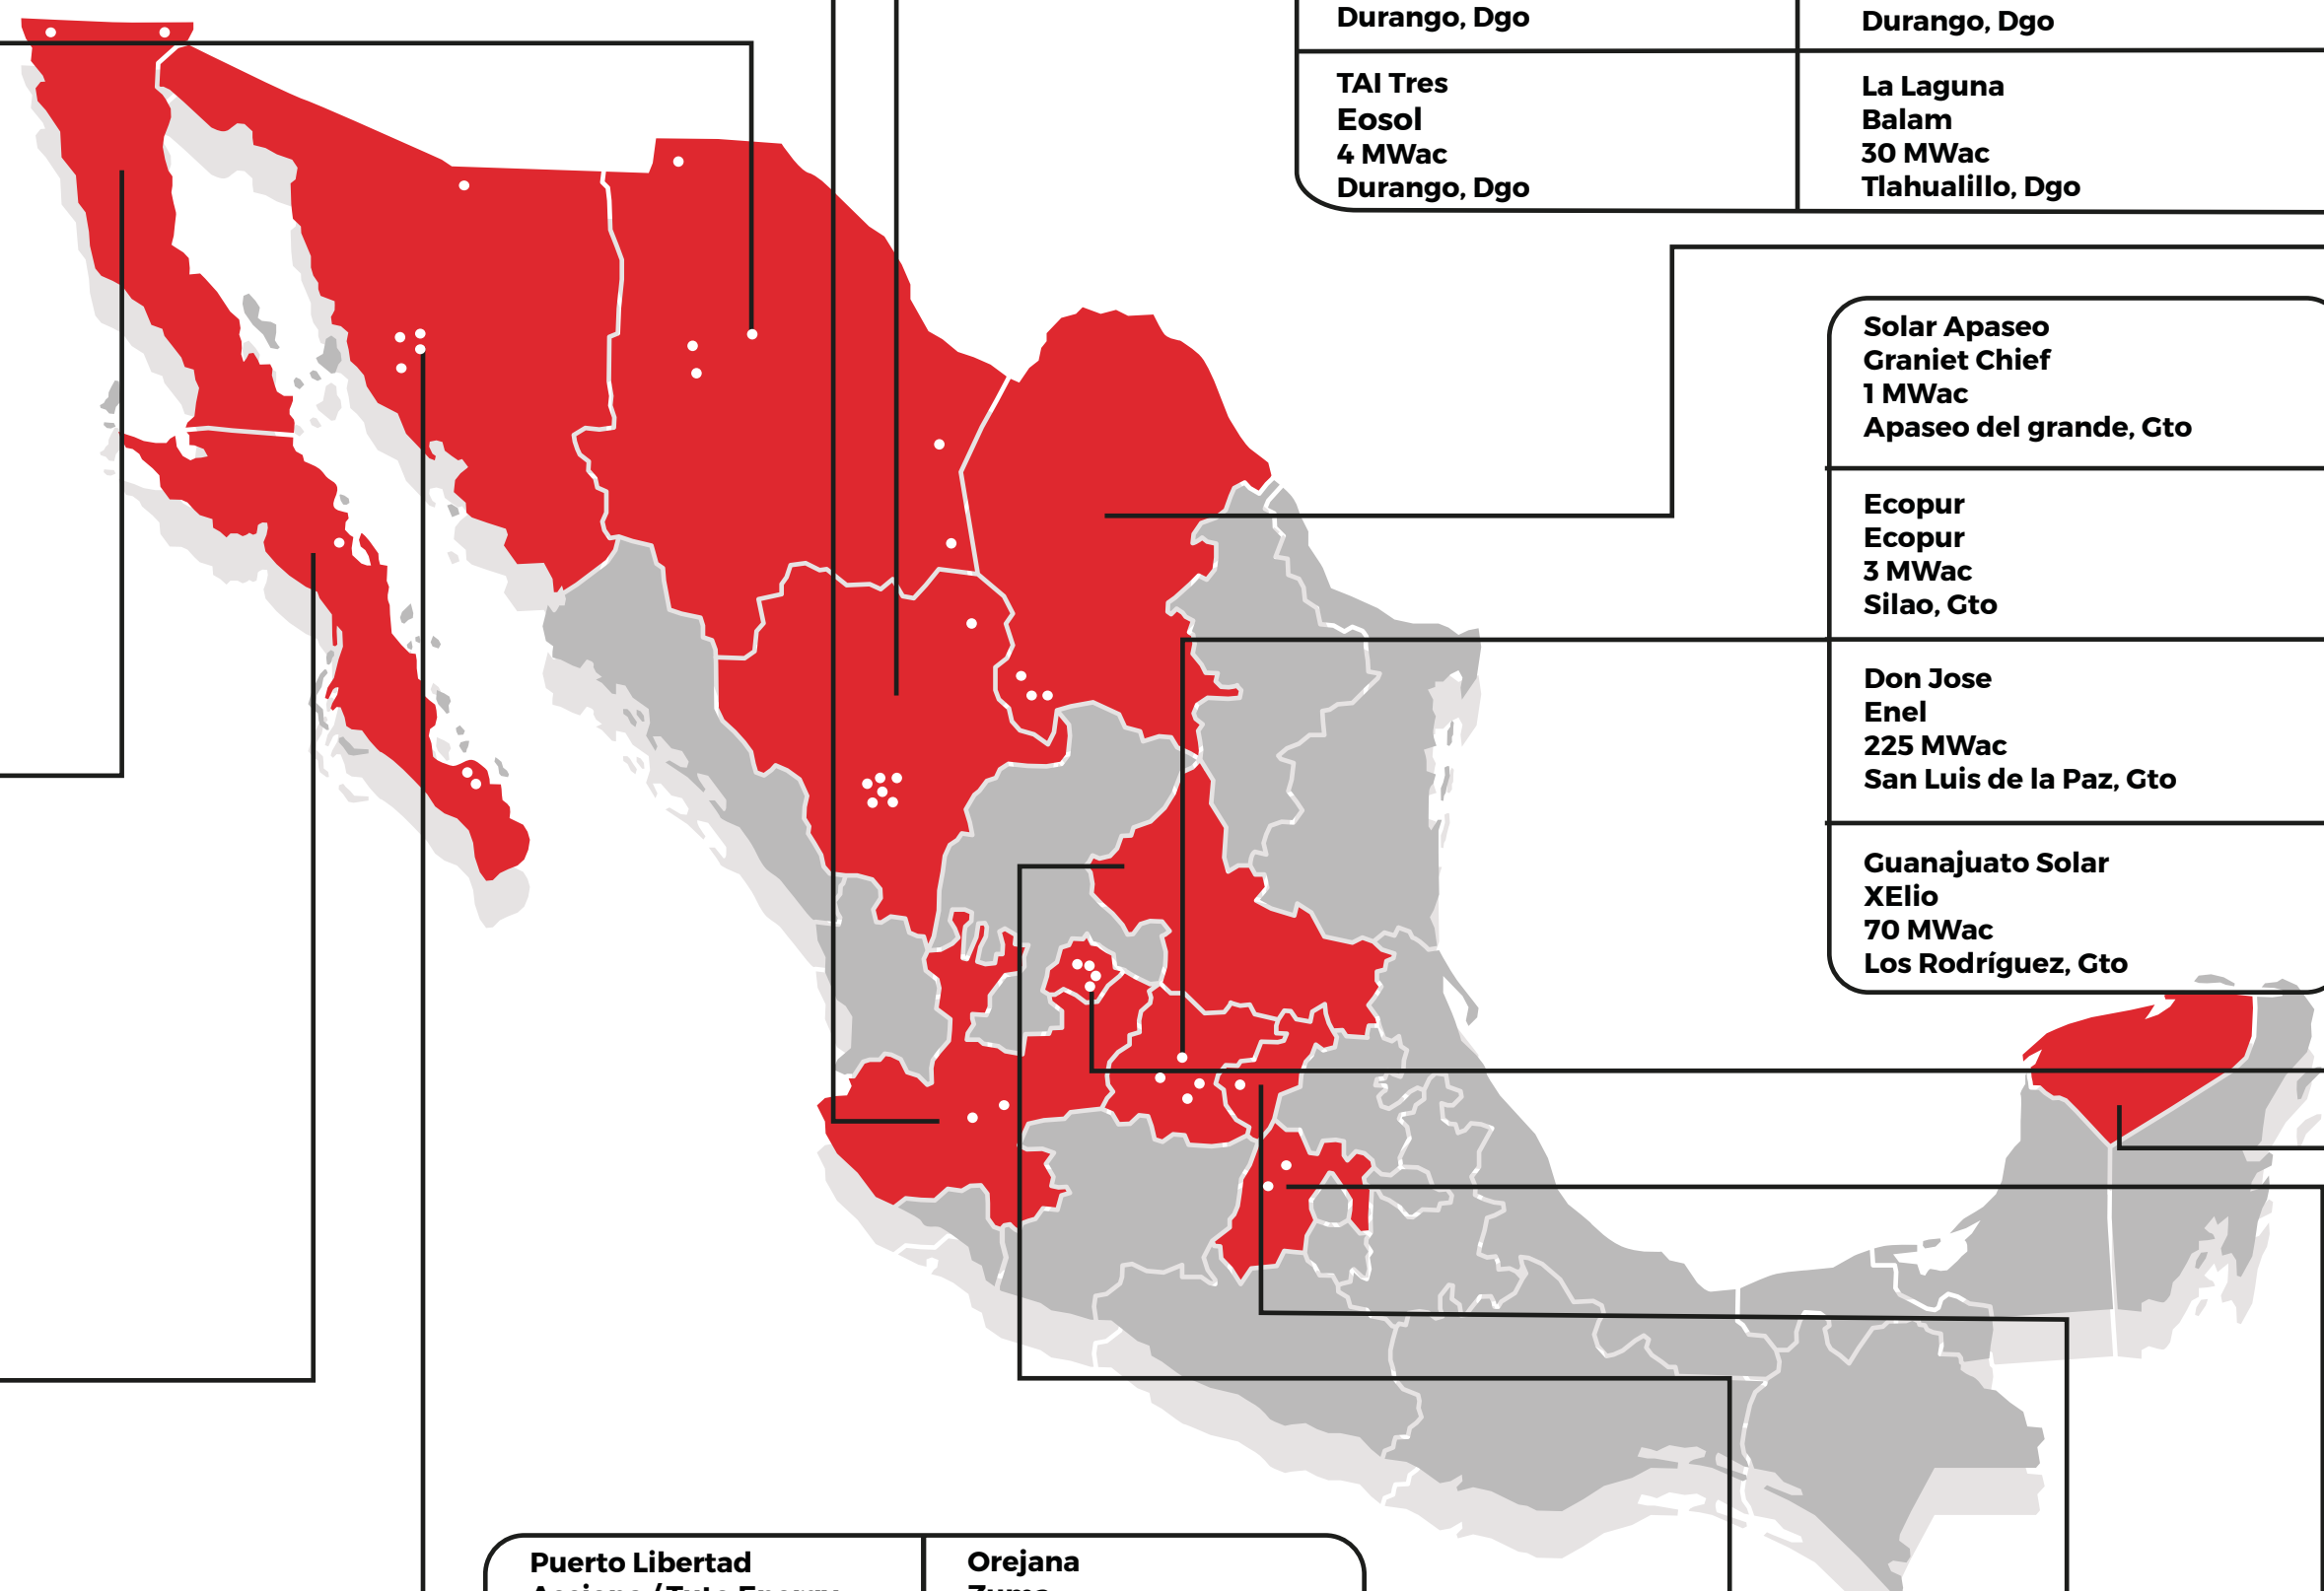 Durango, Dgo
Durango, Dgo
TAI Tres
Eosol
4 MWac
Durango, Dgo
La Laguna
Balam
30 MWac
Tlahualillo, Dgo
Solar Apaseo
Graniet Chief
1 MWac
Apaseo del grande, Gto
Ecopur
Ecopur
3 MWac
Silao, Gto
Don Jose
Enel
225 MWac
San Luis de la Paz, Gto
Guanajuato Solar
XElio
70 MWac
Los Rodríguez, Gto
Puerto Libertad
Orejana